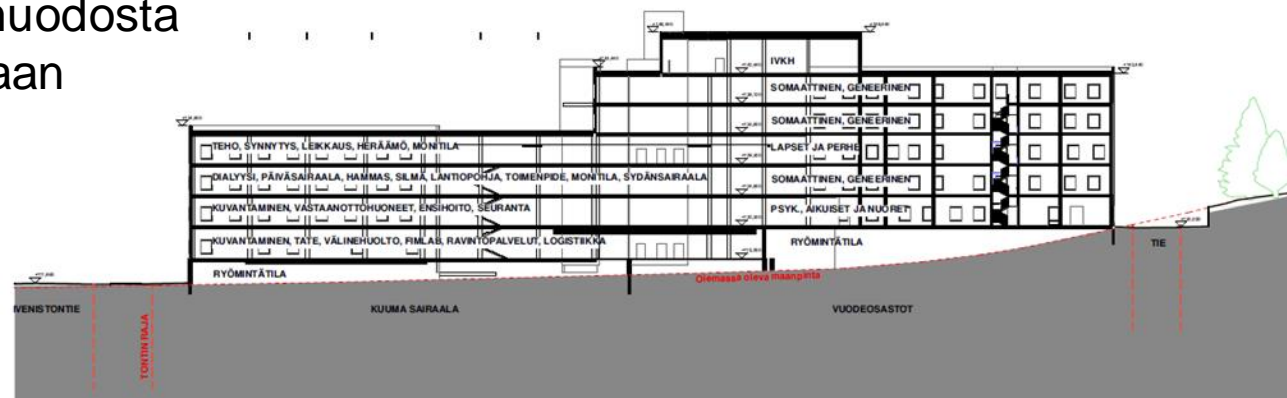 nuodosta
aan
IVKH
SOMAATTINEN, GENEERINEN
SOMAATTINEN, GENEERINEN
TEHO, SYNNYTYS, LEIKKAUS, HERÄÄMÖ, MONITILA
LAPSET JA PERHE
DIALYYSI, PÄIVÄSAIRAALA, HAMMAS, SILMÄ, LANTIOPOHJA, TOIMENPIDE, MONITILA, SYDÄNSAIRAALA
SOMAATTINEN, GENEERINEN
KUVANTAMINEN, VASTAANOTTOHUONEET, ENSIHOITO, SEURANTA
PSYK., AIKUISET JA NUORET
KUVANTAMINEN, TATE, VÄLINEHUOLTO, FIMLAB, RAVINTOPALVELUT, LOGISTIIKKA
RYÖMINTÄTILA
TIE
RYÖMINTÄTILA
Olemassa oleva maanpinta
IVENISTONTIE
KUUMA SAIRAALA
VUODEOSASTOT
TONTIN RAJA